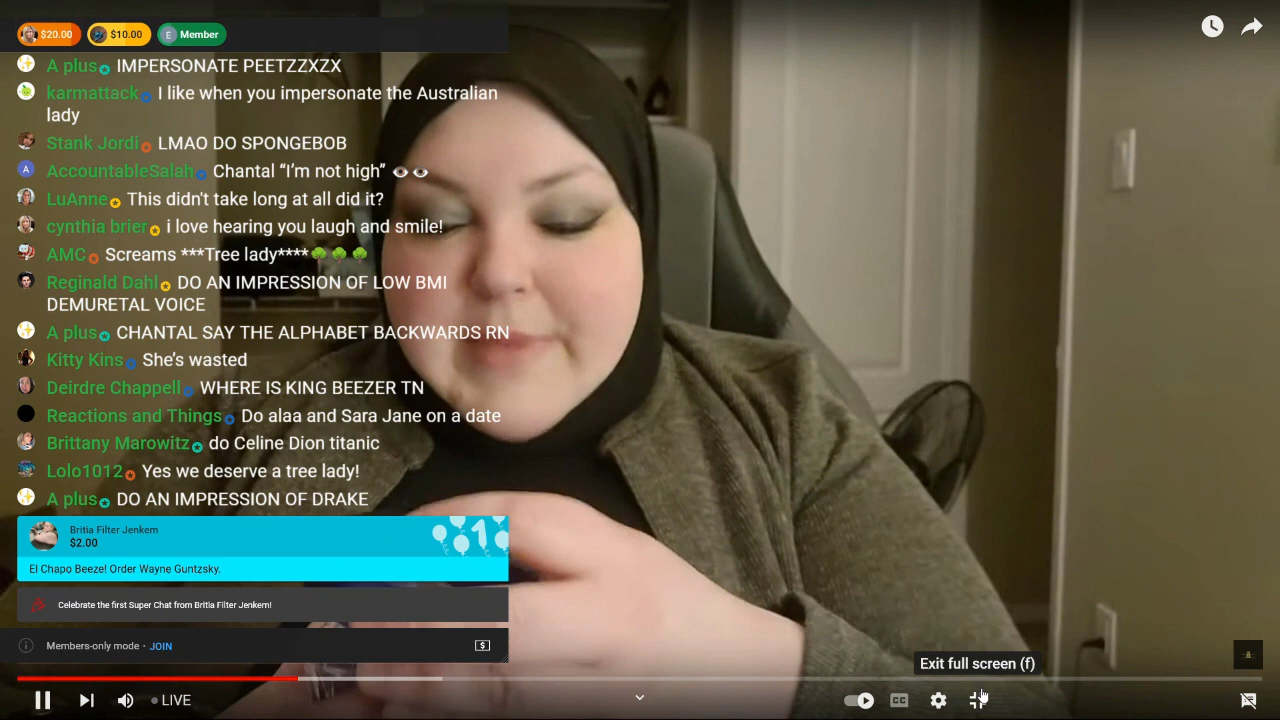 $20.00 $10.00 E Member
A plus IMPERSONATE PEETZZXZX
karmattack I like when you impersonate the Australian
lady
Stank Jordi LMAO DO SPONGEBOB
A AccountableSalah Chantal “I’m not high” 👀
LuAnne This didn't take long at all did it?
cynthia brier i love hearing you laugh and smile!
AMC Screams ***Tree lady****🌳🌳🌳
Reginald Dahl DO AN IMPRESSION OF LOW BMI
DEMURETAL VOICE
A plus CHANTAL SAY THE ALPHABET BACKWARDS RN
Kitty Kins She’s wasted
Deirdre Chappell WHERE IS KING BEEZER TN
Reactions and Things Do alaa and Sara Jane on a date
Brittany Marowitz do Celine Dion titanic
Lolo1012 Yes we deserve a tree lady!
A plus DO AN IMPRESSION OF DRAKE
Britia Filter Jenkem
$2.00
1
El Chapo Beeze! Order Wayne Guntzsky.
Celebrate the first Super Chat from Britia Filter Jenkem!
Members-only mode · JOIN
Exit full screen (f)
LIVE
CC